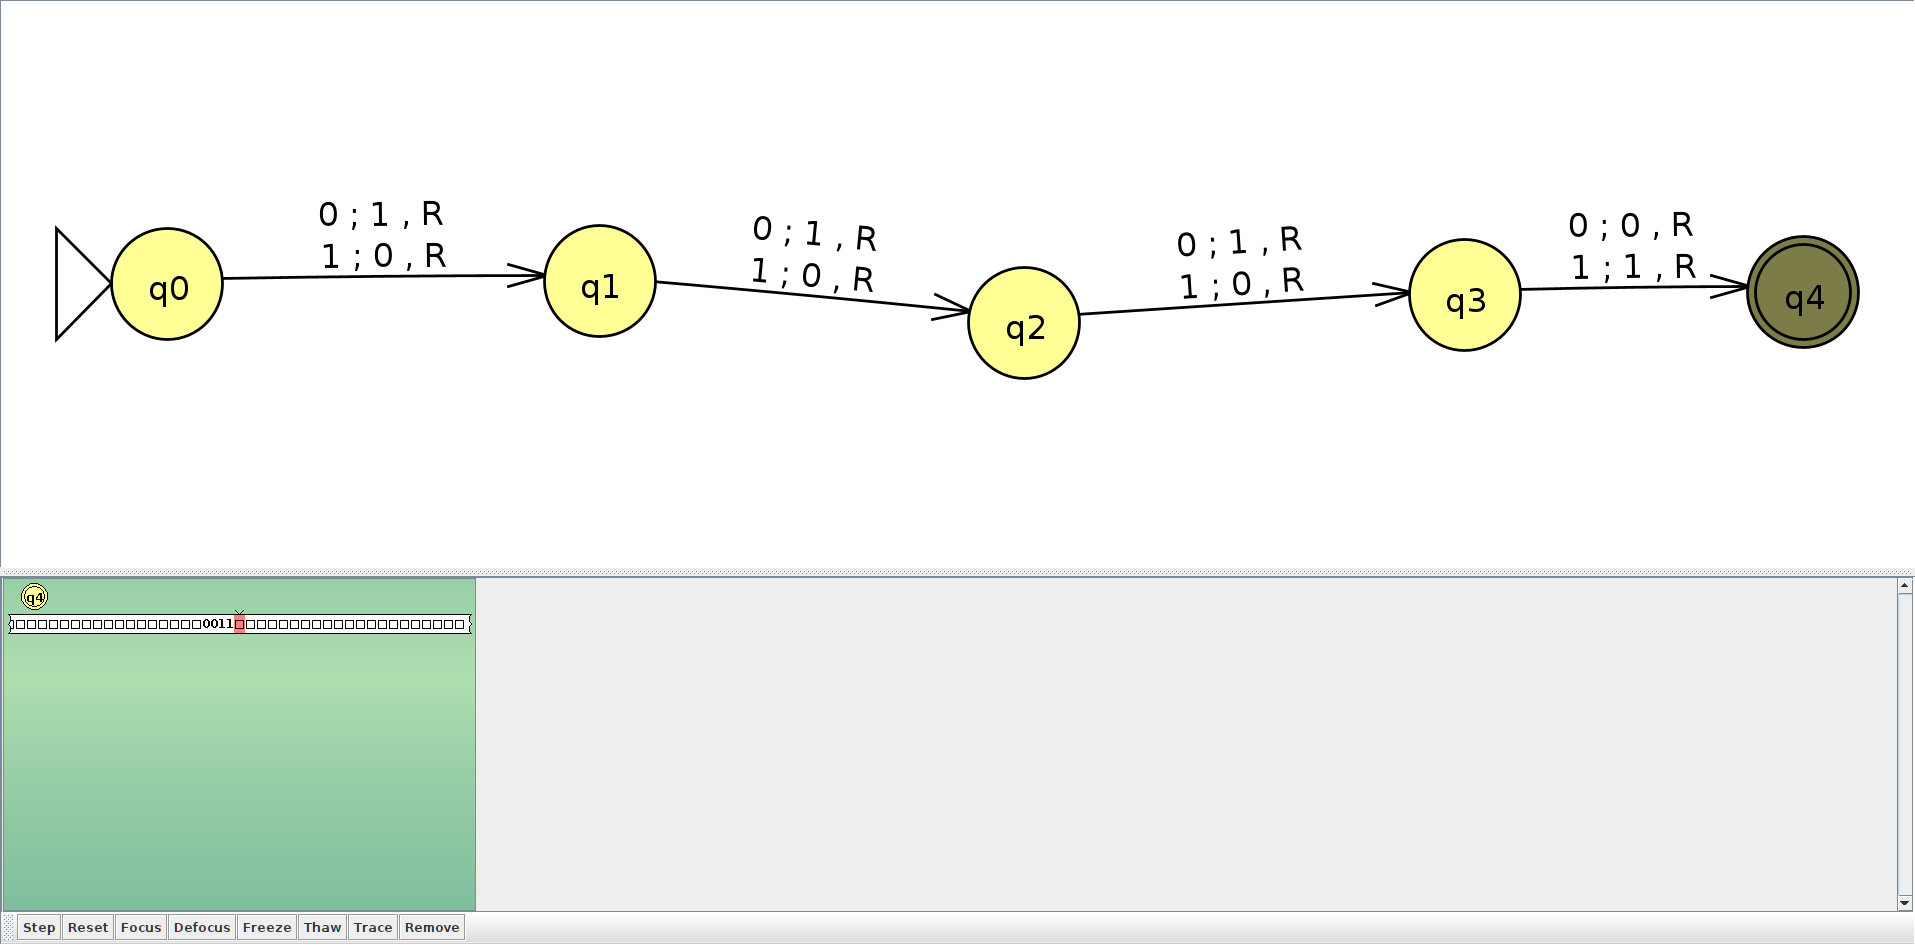 0 ; 1 , R
1 ; 0 , R
0 ; 1 , R
1 ; 0 , R
0 ; 1 , R
1 ; 0 , R
0 ; 0 , R
1 ; 1 , R
q0
q1
q2
q3
q4
q4
0011
Step Reset Focus Defocus Freeze Thaw Trace Remove